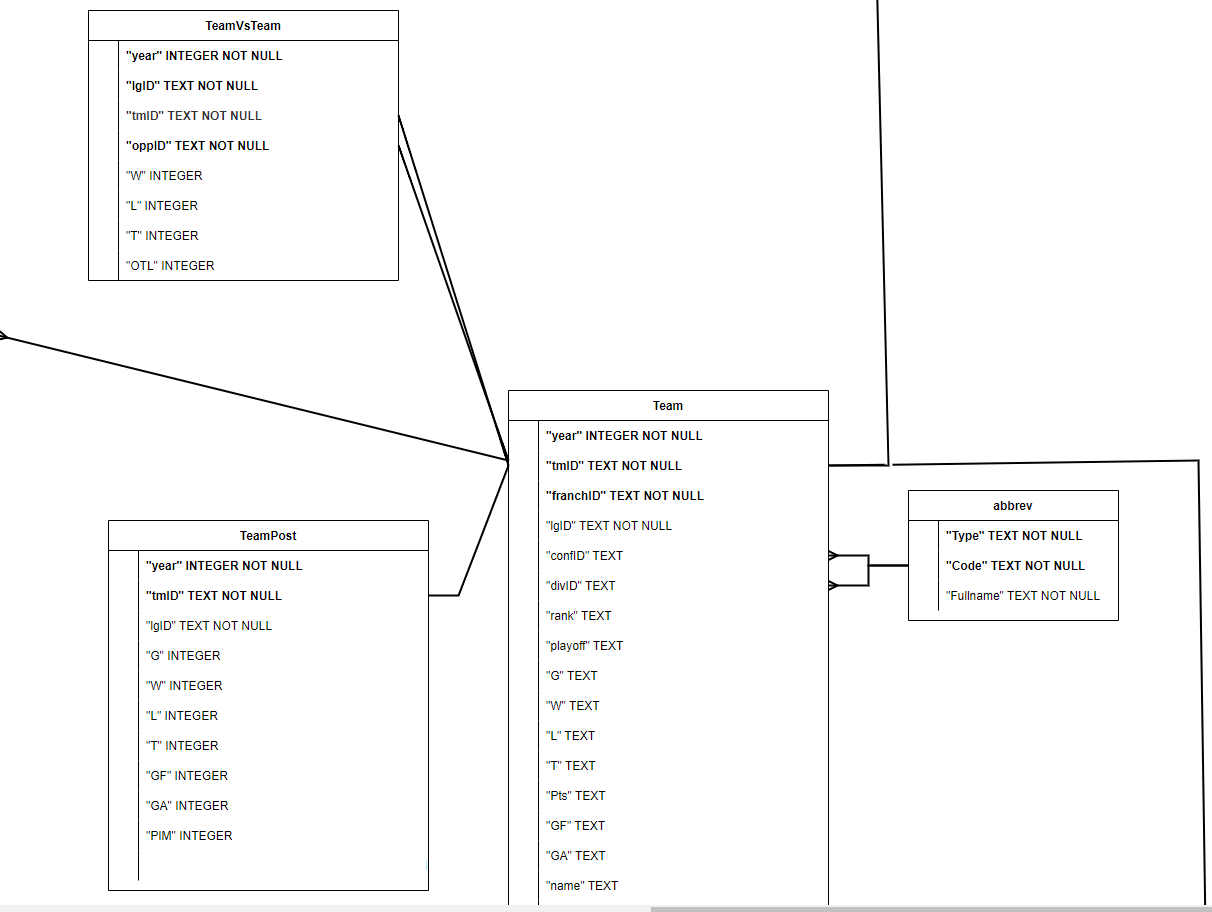 TeamVsTeam
"year" INTEGER NOT NULL
"lgID" TEXT NOT NULL
"tmID" TEXT NOT NULL
"oppID" TEXT NOT NULL
"W" INTEGER
"L" INTEGER
"T" INTEGER
"OTL" INTEGER
Team
"year" INTEGER NOT NULL
"tmID" TEXT NOT NULL
"franchID" TEXT NOT NULL
"lgID" TEXT NOT NULL
"confID" TEXT
"divID" TEXT
"rank" TEXT
"playoff" TEXT
"G" TEXT
"W" TEXT
"L" TEXT
"T" TEXT
"Pts" TEXT
"GF" TEXT
"GA" TEXT
"name" TEXT
abbrev
"Type" TEXT NOT NULL
"Code" TEXT NOT NULL
"Fullname" TEXT NOT NULL
TeamPost
"year" INTEGER NOT NULL
"tmID" TEXT NOT NULL
"lgID" TEXT NOT NULL
"G" INTEGER
"W" INTEGER
"L" INTEGER
"T" INTEGER
"GF" INTEGER
"GA" INTEGER
"PIM" INTEGER